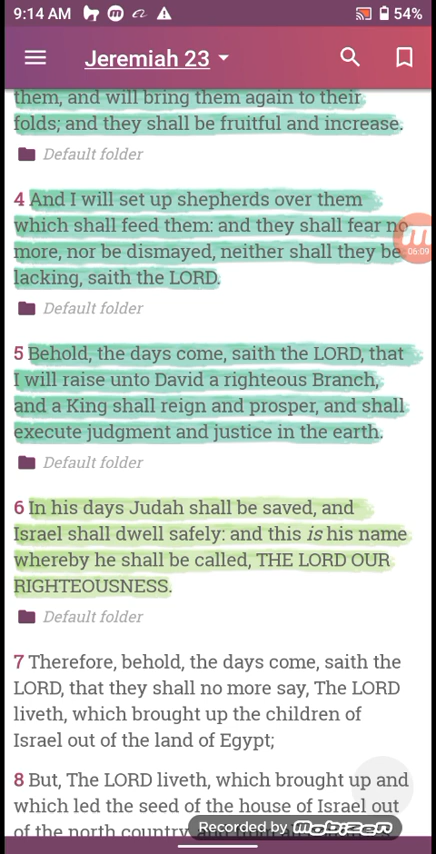 9:14 AM
54%
Jeremiah 23
them, and will bring them again to their
folds; and they shall be fruitful and increase.
Default folder
4 And I will set up shepherds over them
which shall feed them: and they shall fear no
more, nor be dismayed, neither shall they be
lacking, saith the LORD.
m
06:09
Default folder
5 Behold, the days come, saith the LORD, that
I will raise unto David a righteous Branch,
and a King shall reign and prosper, and shall
execute judgment and justice in the earth.
Default folder
6 In his days Judah shall be saved, and
Israel shall dwell safely: and this is his name
whereby he shall be called, THE LORD OUR
RIGHTEOUSNESS.
Default folder
7 Therefore, behold, the days come, saith the
LORD, that they shall no more say, The LORD
liveth, which brought up the children of
Israel out of the land of Egypt;
8 But, The LORD liveth, which brought up and
which led the seed of the house of Israel out
of the north country,
Recorded by mobizen